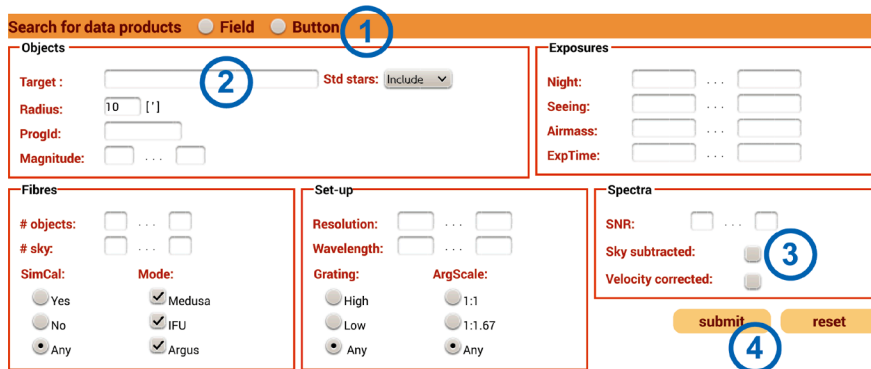 Search for data products Field Button 1
Objects
Target : 2 Std stars: Include
Radius: 10 [']
ProgId:
Magnitude: . . .
Exposures
Night: . . .
Seeing: . . .
Airmass: . . .
ExpTime: . . .
Fibres
# objects: . . .
# sky: . . .
SimCal: Mode:
Yes Medusa
No IFU
Any Argus
Set-up
Resolution: . . .
Wavelength: . . .
Grating: ArgScale:
High 1:1
Low 1:1.67
Any Any
Spectra
SNR: . . .
Sky subtracted: 3
Velocity corrected:
submit reset
4